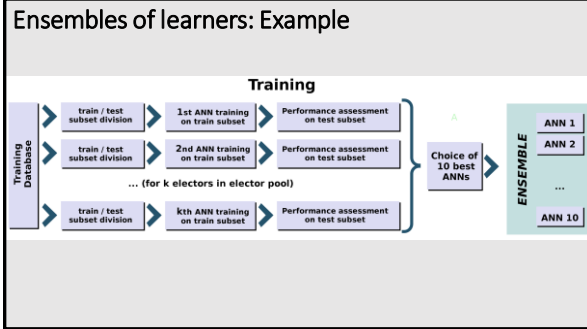 Ensembles of learners: Example
Training
Training
Database
train / test
subset division
1st ANN training
on train subset
Performance assessment
on test subset
train / test
subset division
2nd ANN training
on train subset
Performance assessment
on test subset
... (for k electors in elector pool)
train / test
subset division
kth ANN training
on train subset
Performance assessment
on test subset
A
Choice of
10 best
ANNs
ENSEMBLE
ANN 1
ANN 2
...
ANN 10